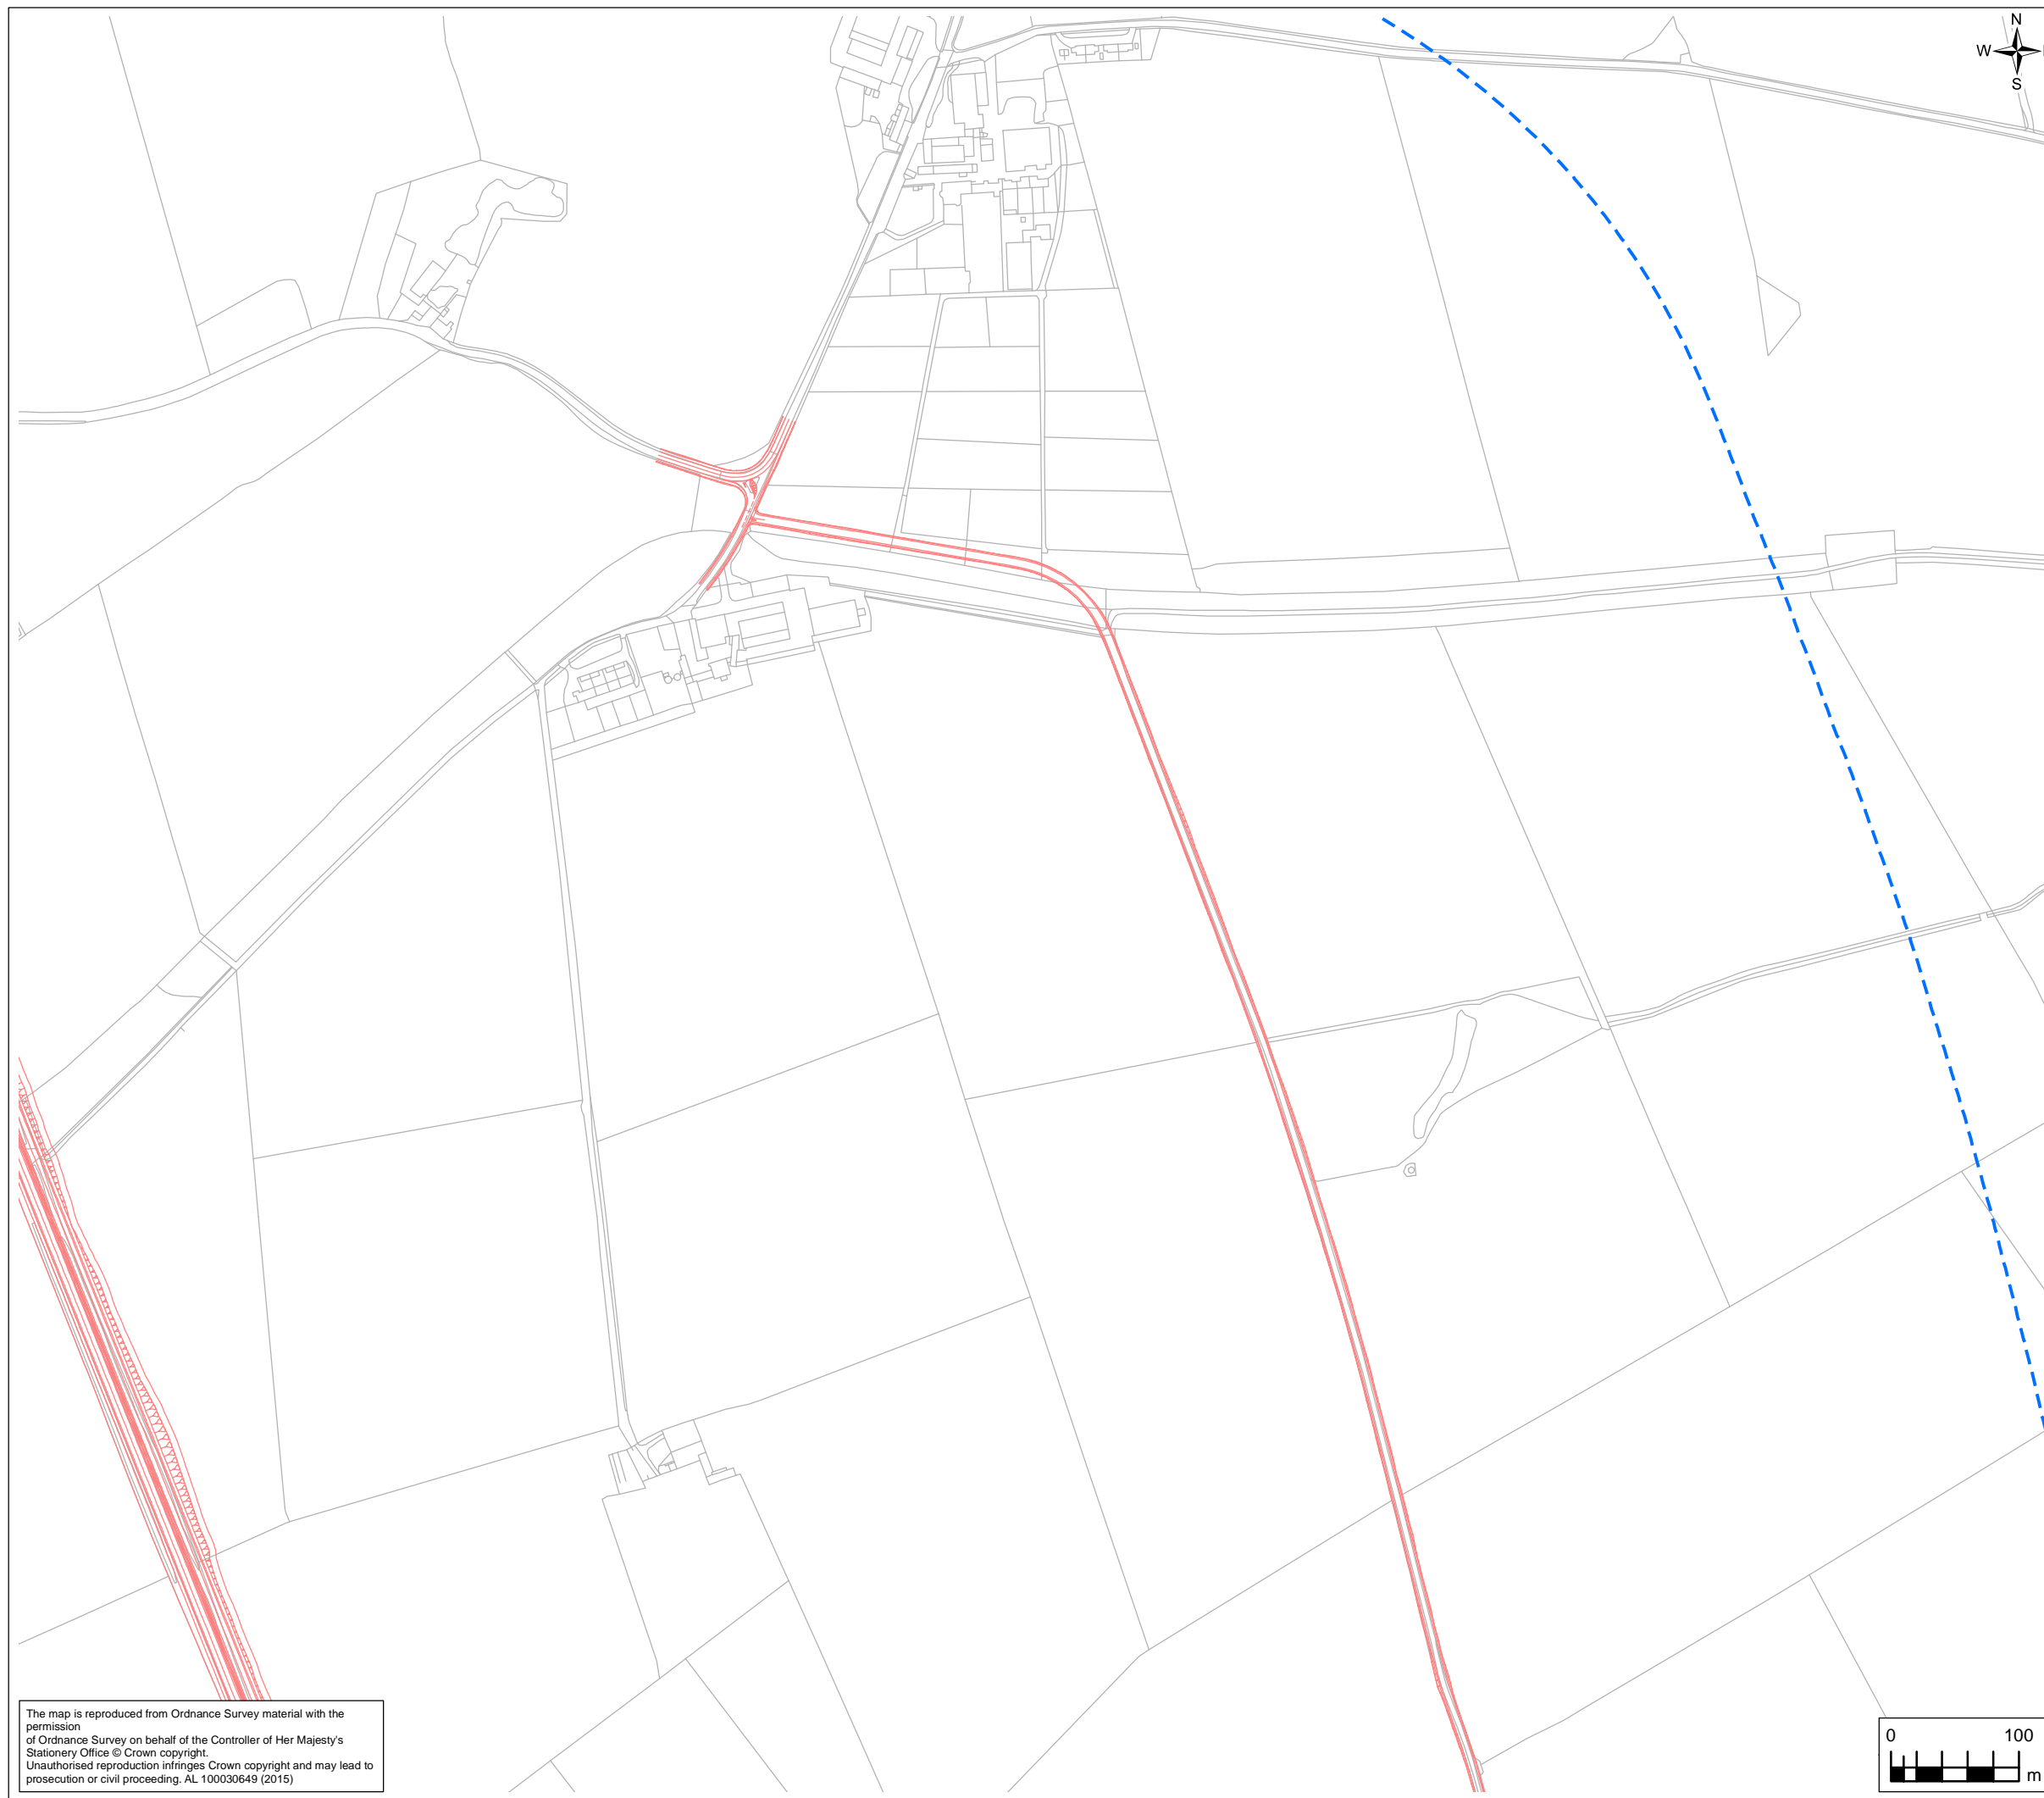 N
W
S
The map is reproduced from Ordnance Survey material with the
permission
of Ordnance Survey on behalf of the Controller of Her Majesty's
Stationery Office © Crown copyright.
Unauthorised reproduction infringes Crown copyright and may lead to
prosecution or civil proceeding. AL 100030649 (2015)
0 100
m